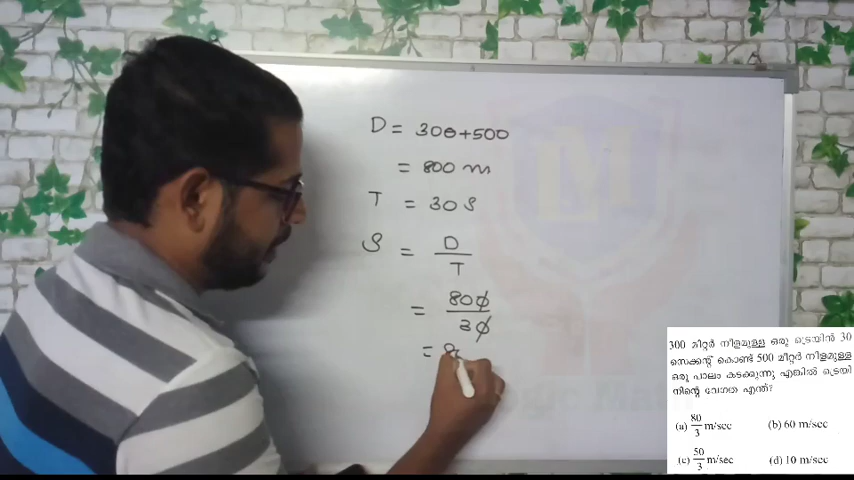 D = 300+500
= 800 m
T = 30 S
S = D/T
= 800/30
= 8
300 മീറ്റർ നീളമുള്ള ഒരു ട്രെയിൻ 30
സെക്കന്റ് കൊണ്ട് 500 മീറ്റർ നീളമുള്ള
ഒരു പാലം കടക്കുന്നു എങ്കിൽ ട്രെയി
നിന്റെ വേഗത എന്ത്?
(a) 80/3 m/sec (b) 60 m/sec
(c) 50/3 m/sec (d) 10 m/sec